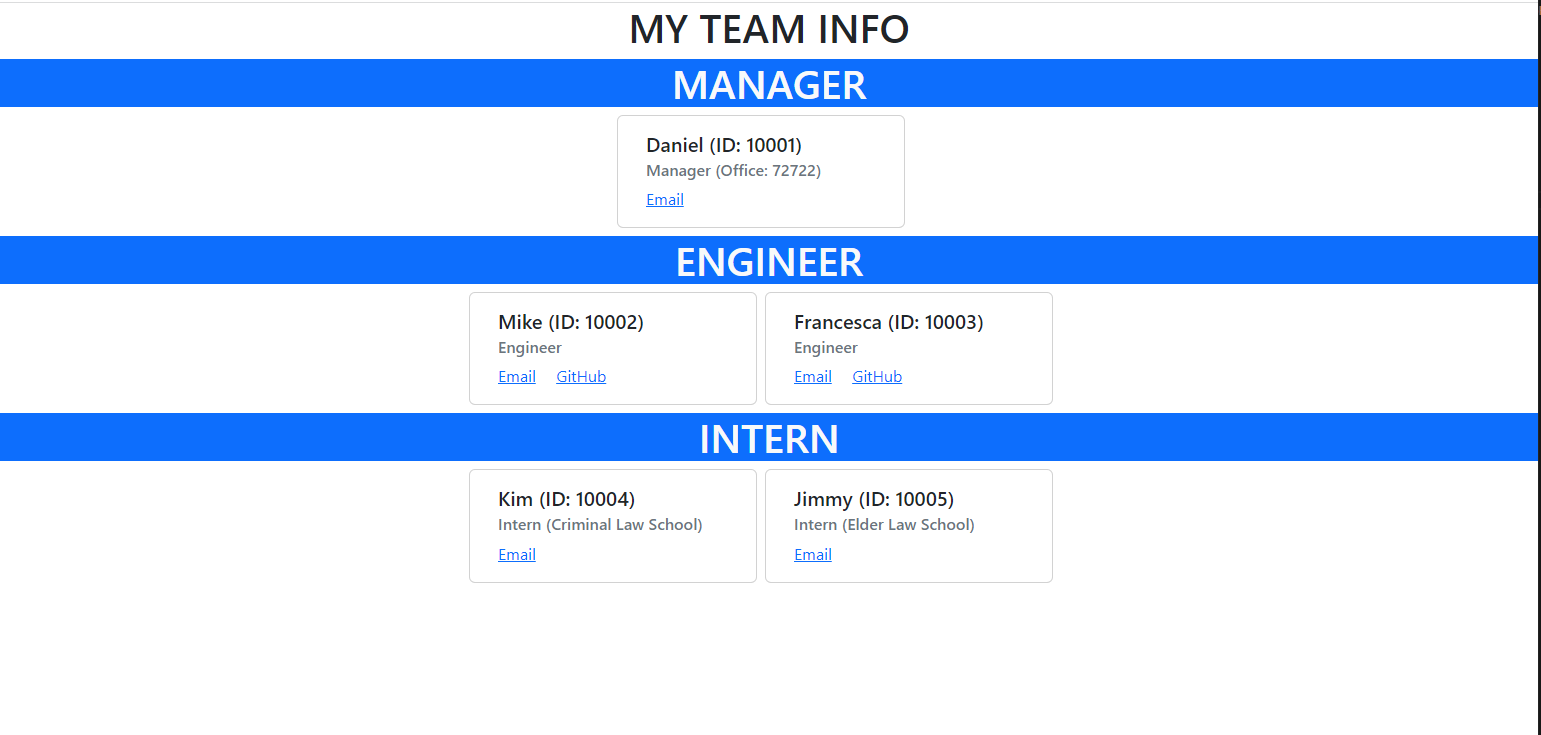 MY TEAM INFO
MANAGER
Daniel (ID: 10001)
Manager (Office: 72722)
Email
ENGINEER
Mike (ID: 10002)
Engineer
Email GitHub
Francesca (ID: 10003)
Engineer
Email GitHub
INTERN
Kim (ID: 10004)
Intern (Criminal Law School)
Email
Jimmy (ID: 10005)
Intern (Elder Law School)
Email